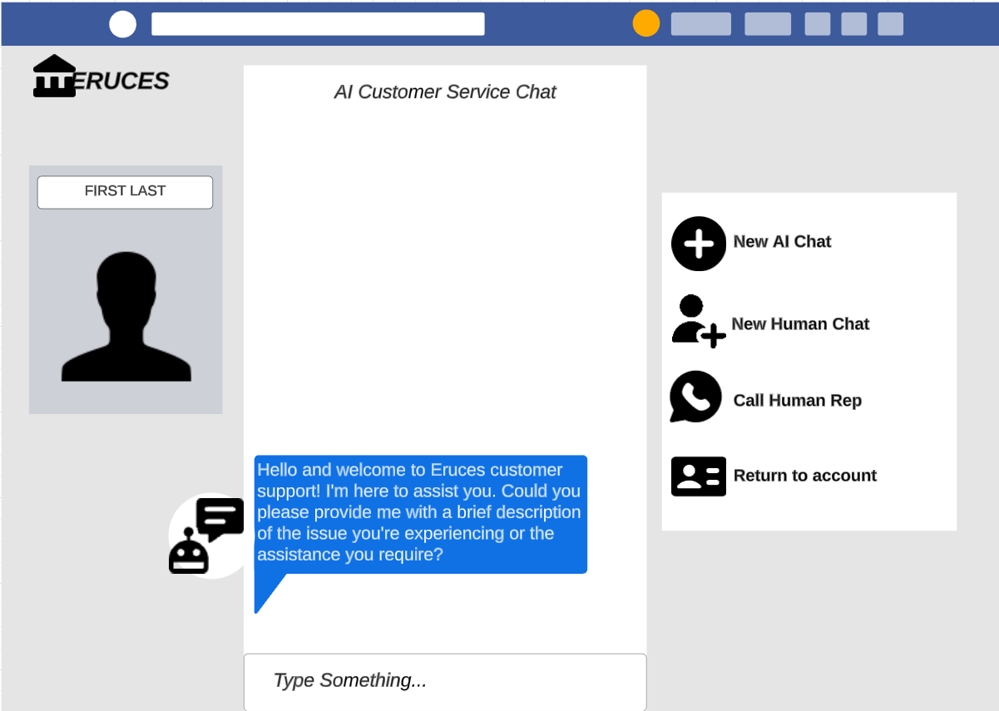 ERUCES
AI Customer Service Chat
FIRST LAST
New AI Chat
New Human Chat
Call Human Rep
Return to account
Hello and welcome to Eruces customer
support! I'm here to assist you. Could you
please provide me with a brief description
of the issue you're experiencing or the
assistance you require?
Type Something...